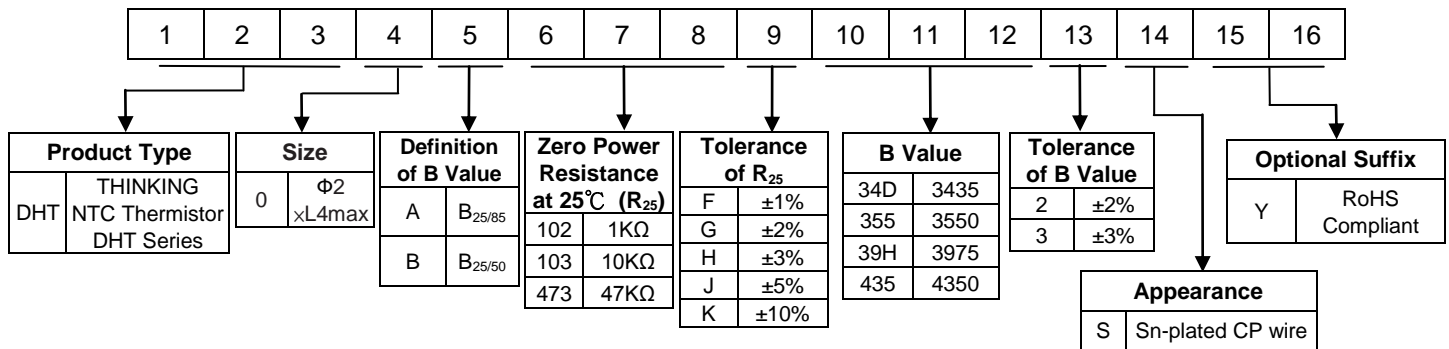 1 2 3 4 5 6 7 8 9 10 11 12 13 14 15 16
Product Type
DHT THINKING
NTC Thermistor
DHT Series
Size
0 Φ2
×L4max
Definition
of B Value
A B25/85
B B25/50
Zero Power
Resistance
at 25℃ (R25)
102 1KΩ
103 10KΩ
473 47KΩ
Tolerance
of R25
F ±1%
G ±2%
H ±3%
J ±5%
K ±10%
B Value
34D 3435
355 3550
39H 3975
435 4350
Tolerance
of B Value
2 ±2%
3 ±3%
Appearance
S Sn-plated CP wire
Optional Suffix
Y RoHS
Compliant